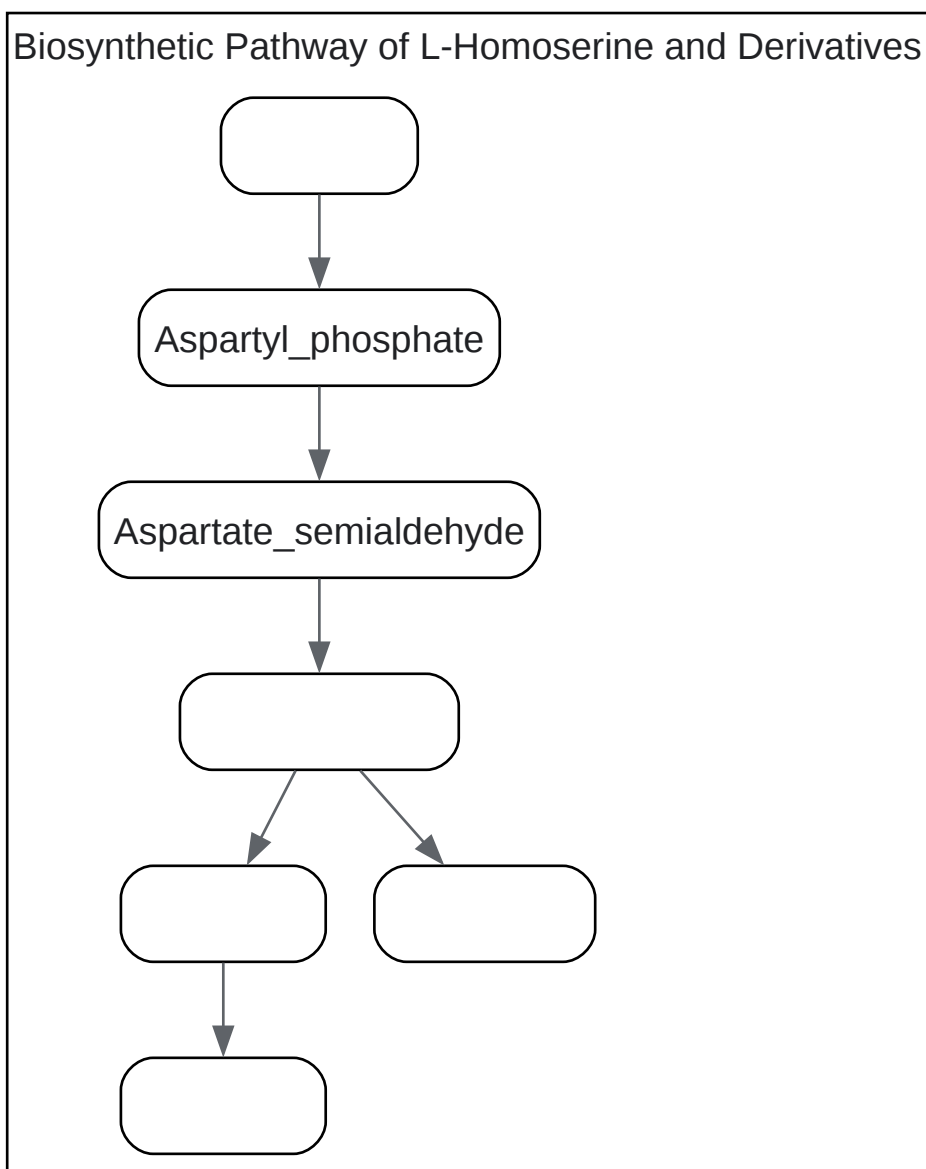 Biosynthetic Pathway of L-Homoserine and Derivatives
Aspartyl_phosphate
Aspartate_semialdehyde